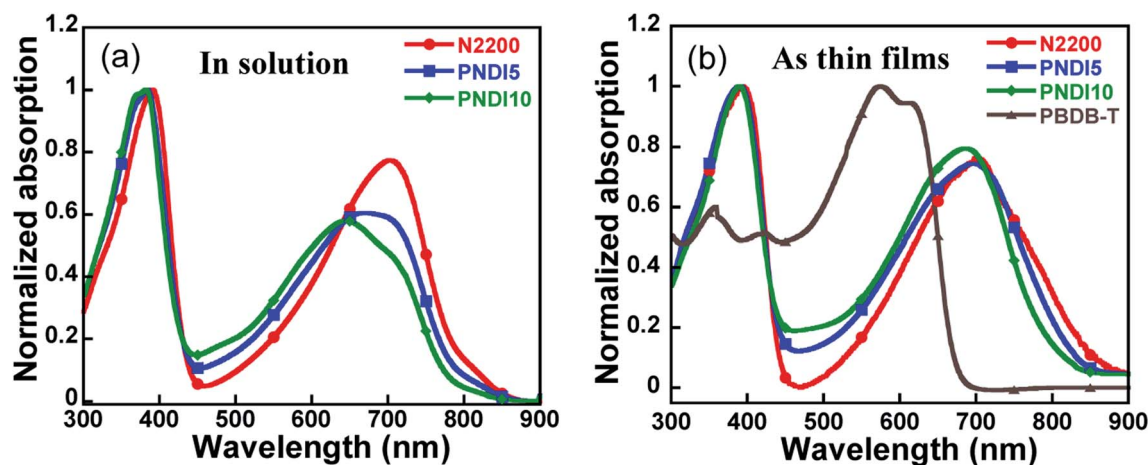 (a)
In solution
N2200
PNDI5
PNDI10
Normalized absorption
1.2
1
0.8
0.6
0.4
0.2
0
300 400 500 600 700 800 900
Wavelength (nm)
(b)
As thin films
N2200
PNDI5
PNDI10
PBDB-T
Normalized absorption
1.2
1
0.8
0.6
0.4
0.2
0
300 400 500 600 700 800 900
Wavelength (nm)